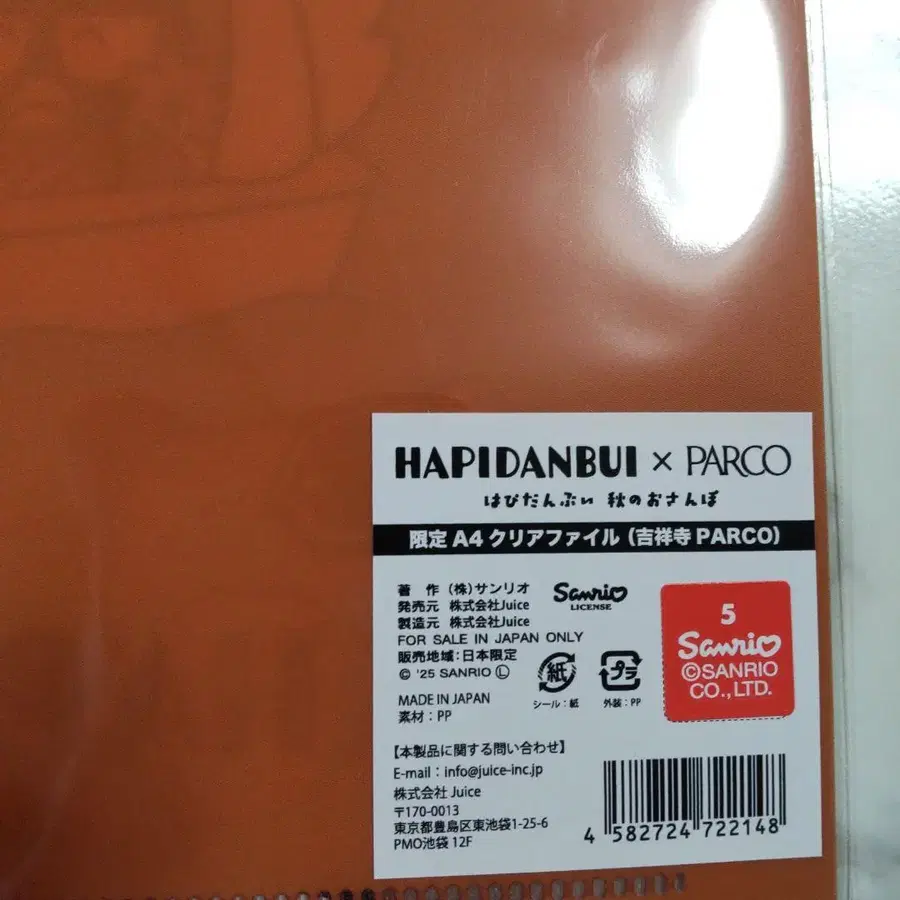 HAPIDANBUI × PARCO
はぴだんぶい 秋のおさんぽ
限定 A4 クリアファイル（吉祥寺 PARCO）
著 作 （株）サンリオ
発売元 株式会社Juice
製造元 株式会社Juice
FOR SALE IN JAPAN ONLY
販売地域：日本限定
© '25 SANRIO Ⓛ
MADE IN JAPAN
素材：PP
Sanrio
LICENSE
紙
シール：紙
プラ
外装：PP
5
Sanrio
©SANRIO
CO.,LTD.
【本製品に関する問い合わせ】
E-mail：info@juice-inc.jp
株式会社 Juice
〒170-0013
東京都豊島区東池袋1-25-6
PMO池袋 12F
4 582724 722148